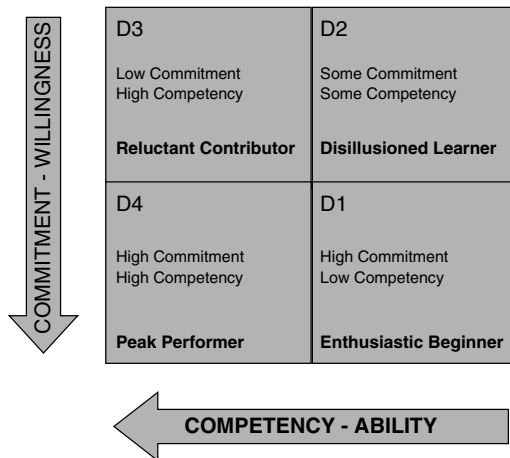 COMMITMENT - WILLINGNESS
D3
Low Commitment
High Competency
Reluctant Contributor
D2
Some Commitment
Some Competency
Disillusioned Learner
D4
High Commitment
High Competency
Peak Performer
D1
High Commitment
Low Competency
Enthusiastic Beginner
COMPETENCY - ABILITY